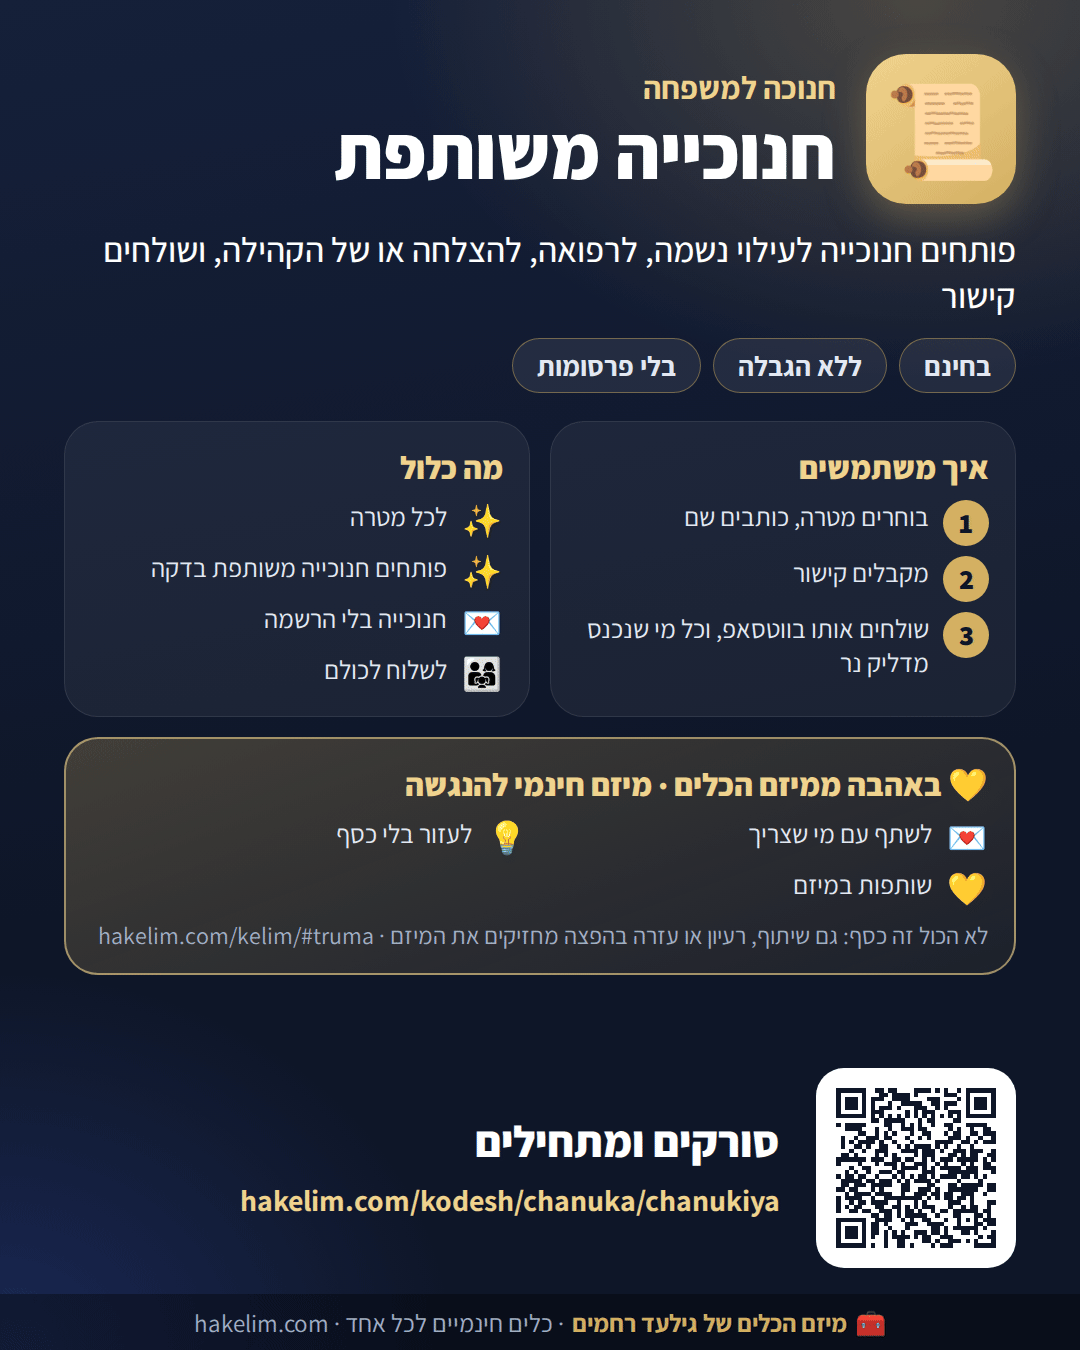 חנוכה למשפחה
חנוכייה משותפת
פותחים חנוכייה לעילוי נשמה, לרפואה, להצלחה או של הקהילה, ושולחים
קישור
בחינם
ללא הגבלה
בלי פרסומות
איך משתמשים
1 בוחרים מטרה, כותבים שם
2 מקבלים קישור
3 שולחים אותו בווטסאפ, וכל מי שנכנס
מדליק נר
מה כלול
לכל מטרה
פותחים חנוכייה משותפת בדקה
חנוכייה בלי הרשמה
לשלוח לכולם
באהבה ממיזם הכלים · מיזם חינמי להנגשה
לשתף עם מי שצריך
לעזור בלי כסף
שותפות במיזם
לא הכול זה כסף: גם שיתוף, רעיון או עזרה בהפצה מחזיקים את המיזם · hakelim.com/kelim/#truma
סורקים ומתחילים
hakelim.com/kodesh/chanuka/chanukiya
מיזם הכלים של גילעד רחמים · כלים חינמיים לכל אחד · hakelim.com